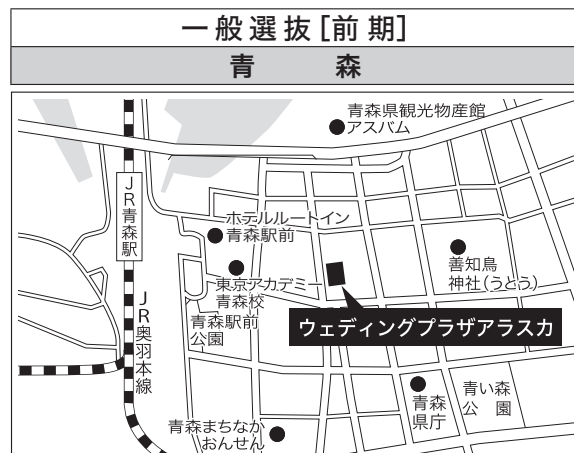 一般選抜［前期］
青　森
青森県観光物産館
アスパム
JR青森駅
ホテルルートイン
青森駅前
東京アカデミー
青森校
善知鳥
神社（うとう）
青森駅前
公園
JR奥羽本線
ウェディングプラザアラスカ
青森
県庁
青い森
公園
青森まちなか
おんせん